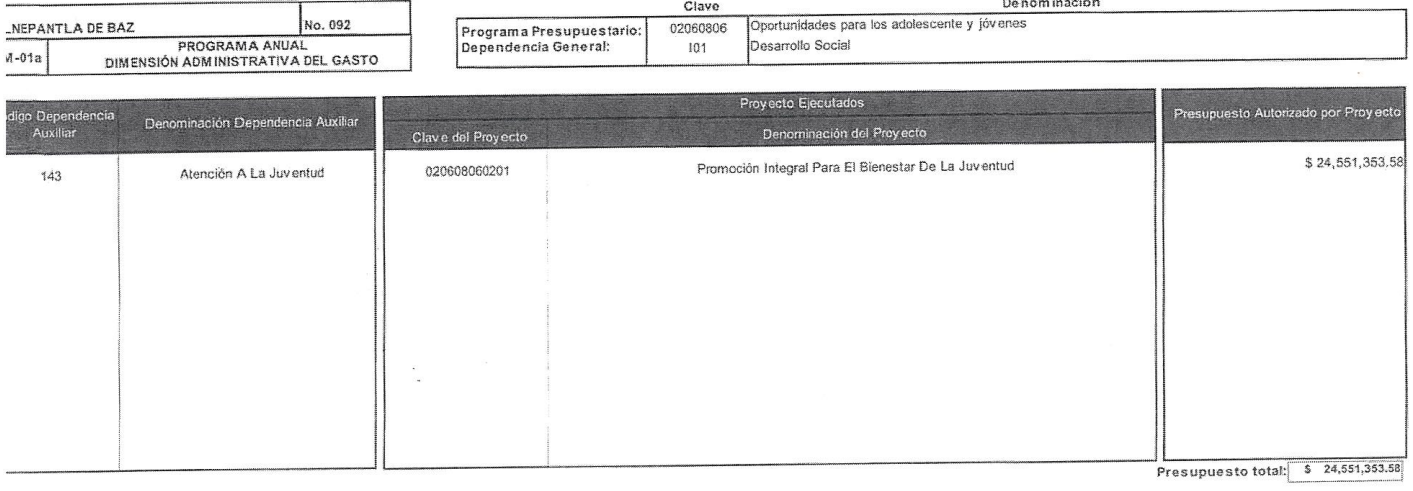 Clave
Denominación
LNEPANTLA DE BAZ
No. 092
M-01a
PROGRAMA ANUAL
DIMENSIÓN ADMINISTRATIVA DEL GASTO
Programa Presupuestario: 02060806 Oportunidades para los adolescente y jóvenes
Dependencia General: I01 Desarrollo Social
digo Dependencia
Auxiliar
Denominación Dependencia Auxiliar
Proyecto Ejecutados
Clave del Proyecto
Denominación del Proyecto
Presupuesto Autorizado por Proyecto
143
Atención A La Juventud
020608060201
Promoción Integral Para El Bienestar De La Juventud
$ 24,551,353.58
Presupuesto total: $ 24,551,353.58